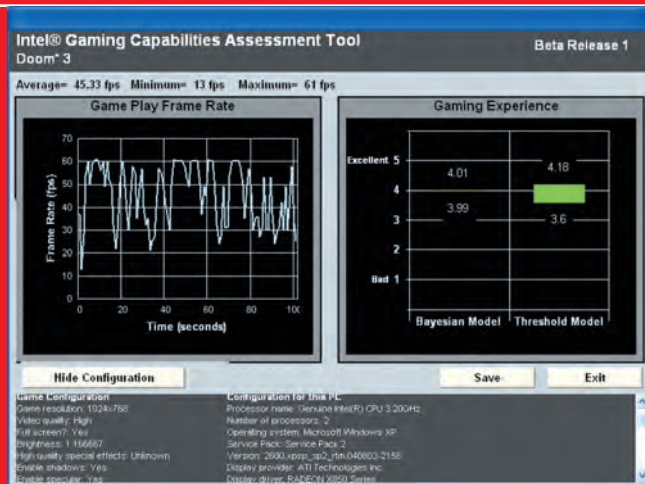 Intel® Gaming Capabilities Assessment Tool
Doom* 3
Beta Release 1
Average= 45.33 fps Minimum= 13 fps Maximum= 61 fps
Game Play Frame Rate
Frame Rate (fps)
70
60
50
40
30
20
10
0
0 20 40 60 80 10
Time (seconds)
Gaming Experience
Excellent 5
4
3
2
Bad 1
4.01
3.99
4.18
3.6
Bayesian Model Threshold Model
Hide Configuration
Save
Exit
Game Configuration
Game resolution: 1024x768
Video quality: High
Full screen?: Yes
Brightness: 1.166667
High quality special effects: Unknown
Enable shadows: Yes
Enable specular: Yes
Configuration for this PC
Processor name: Genuine Intel(R) CPU 3.20GHz
Number of processors: 2
Operating system: Microsoft Windows XP
Service Pack: Service Pack 2
Version: 2600.xpsp_sp2_rtm.040803-2158
Display provider: ATI Technologies Inc.
Display driver: RADEON X850 Series